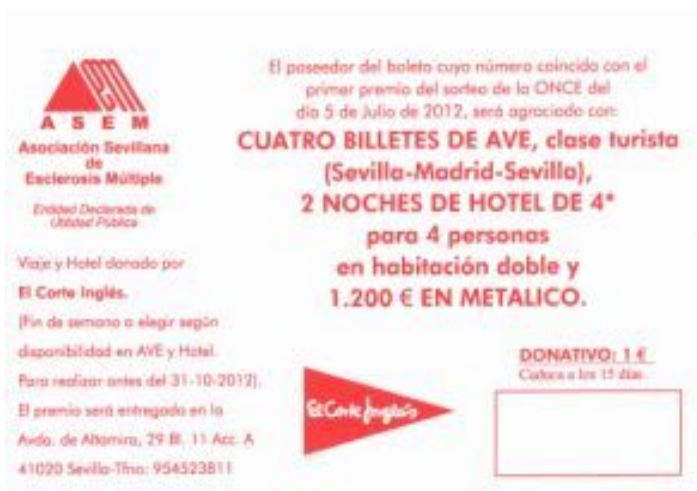 ASEM
Asociación Sevillana
de
Esclerosis Múltiple
Entidad Declarada de
Utilidad Pública
Viaje y Hotel donado por
El Corte Inglés.
(Fin de semana a elegir según
disponibilidad en AVE y Hotel.
Para realizar antes del 31-10-2012).
El premio será entregado en la
Avda. de Altamira, 29 Bl. 11 Acc. A
41020 Sevilla-Tfno: 954523811
El poseedor del boleto cuyo número coincida con el
primer premio del sorteo de la ONCE del
día 5 de Julio de 2012, será agraciado con:
CUATRO BILLETES DE AVE, clase turista
(Sevilla-Madrid-Sevilla),
2 NOCHES DE HOTEL DE 4*
para 4 personas
en habitación doble y
1.200 € EN METALICO.
El Corte Inglés
DONATIVO: 1 €
Caduca a los 15 días.